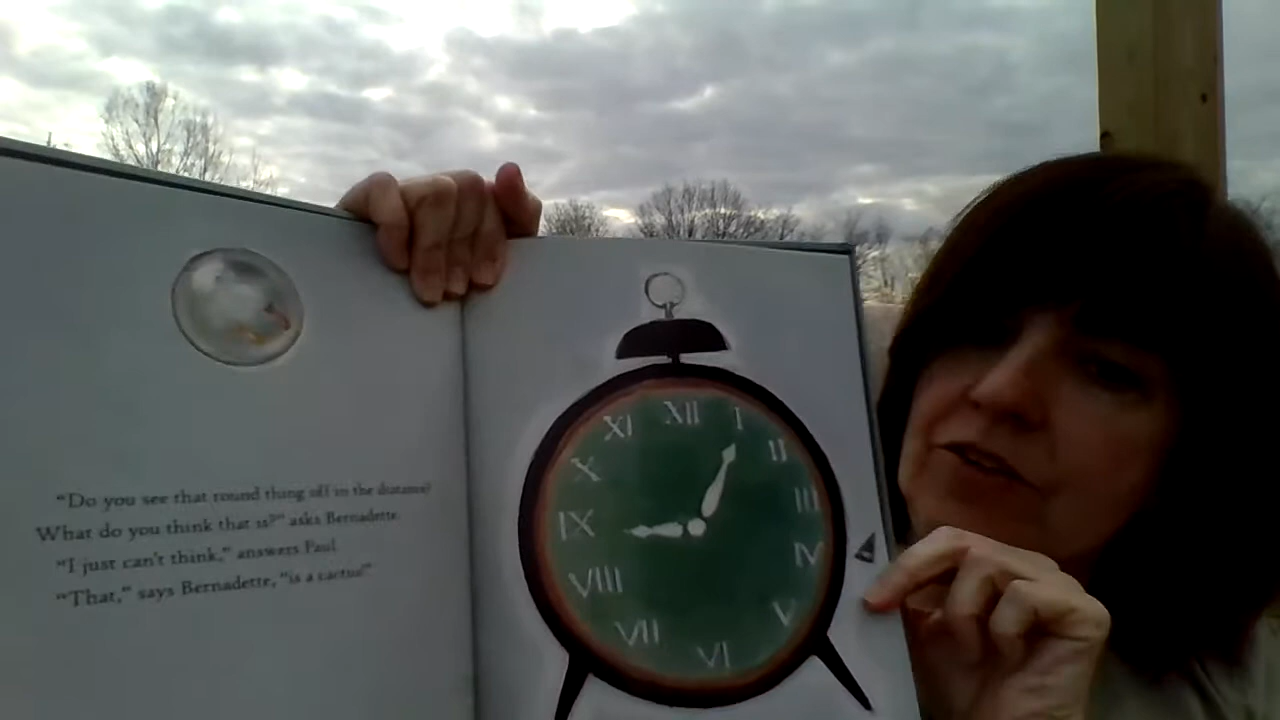 “Do you see that round thing off in the distance?
What do you think that is?” asks Bernadette.
“I just can't think,” answers Paul.
“That,” says Bernadette, “is a cactus!”
XII
I
II
III
IV
V
VI
VII
VIII
IX
X
XI